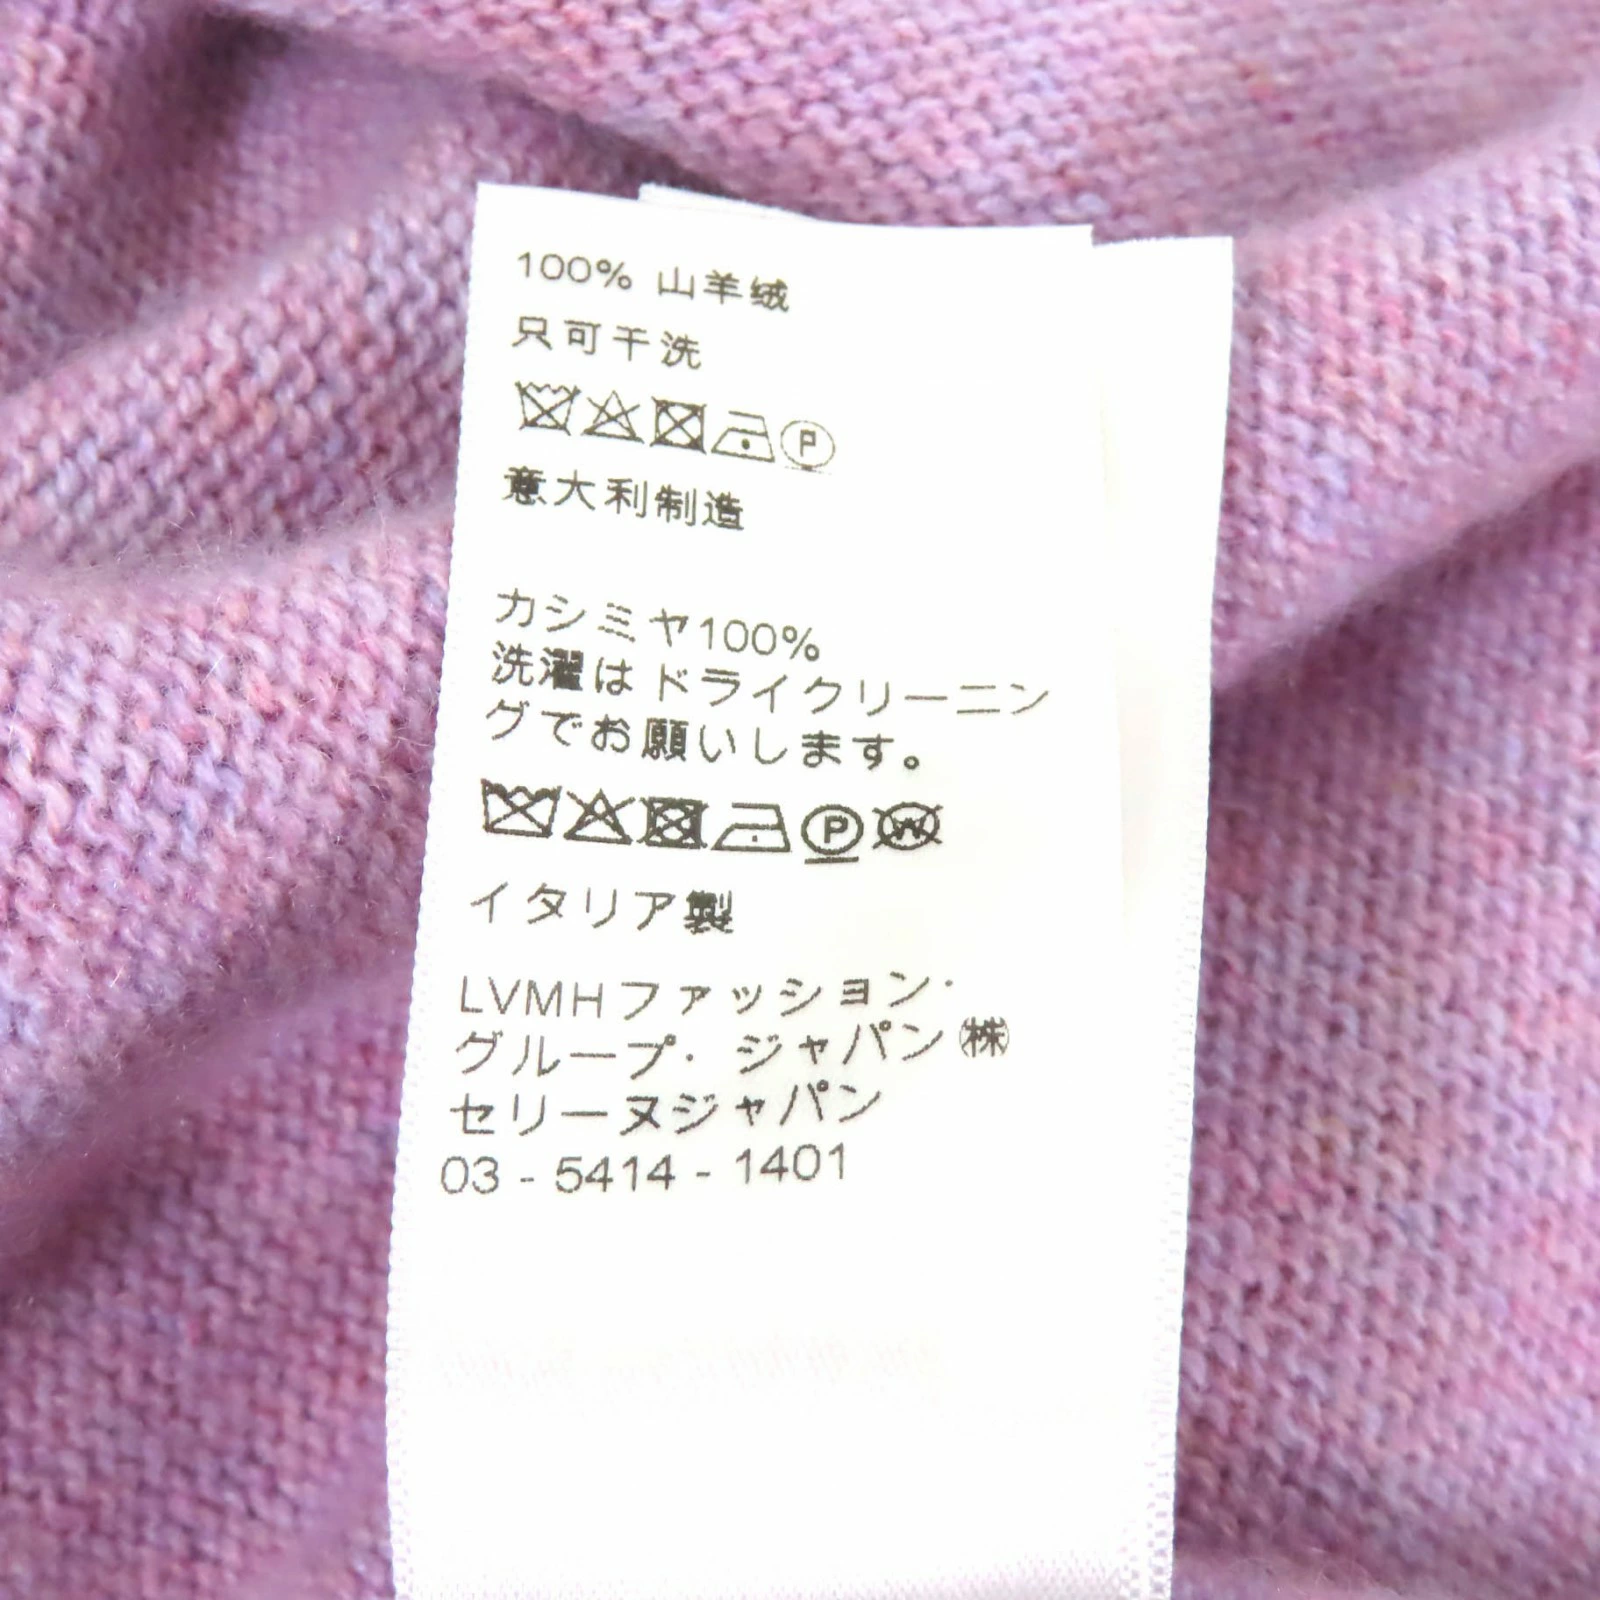 100% 山羊绒
只可干洗
P
意大利制造
カシミヤ100%
洗濯はドライクリーニン
グでお願いします。
P W
イタリア製
LVMHファッション・
グループ・ジャパン㈱
セリーヌジャパン
03 - 5414 - 1401